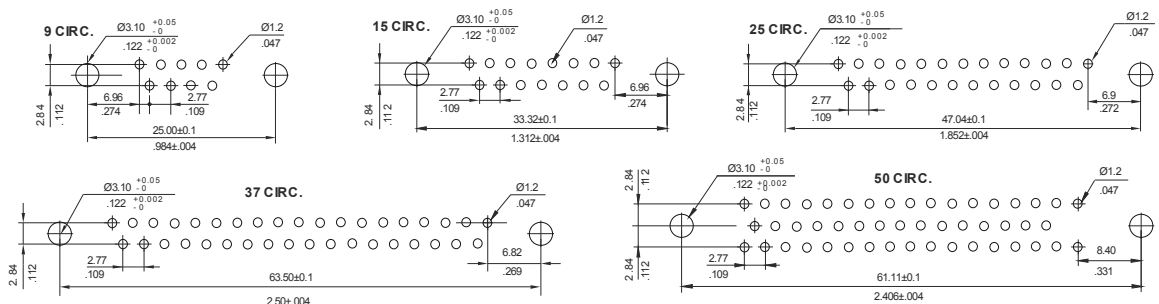 9 CIRC.
Ø3.10 +0.05 -0
.122 +0.002 -0
Ø1.2
.047
2.84
.112
6.96
.274
2.77
.109
25.00±0.1
.984±.004
15 CIRC.
Ø3.10 +0.05 -0
.122 +0.002 -0
Ø1.2
.047
2.84
.112
2.77
.109
6.96
.274
33.32±0.1
1.312±.004
25 CIRC.
Ø3.10 +0.05 -0
.122 +0.002 -0
Ø1.2
.047
2.84
.112
2.77
.109
6.9
.272
47.04±0.1
1.852±.004
37 CIRC.
Ø3.10 +0.05 -0
.122 +0.002 -0
Ø1.2
.047
2.84
.112
2.77
.109
6.82
.269
63.50±0.1
2.50±.004
50 CIRC.
Ø3.10 +0.05 -0
.122 +0.002 -0
Ø1.2
.047
2.84
.112
2.84
.112
2.77
.109
8.40
.331
61.11±0.1
2.406±.004